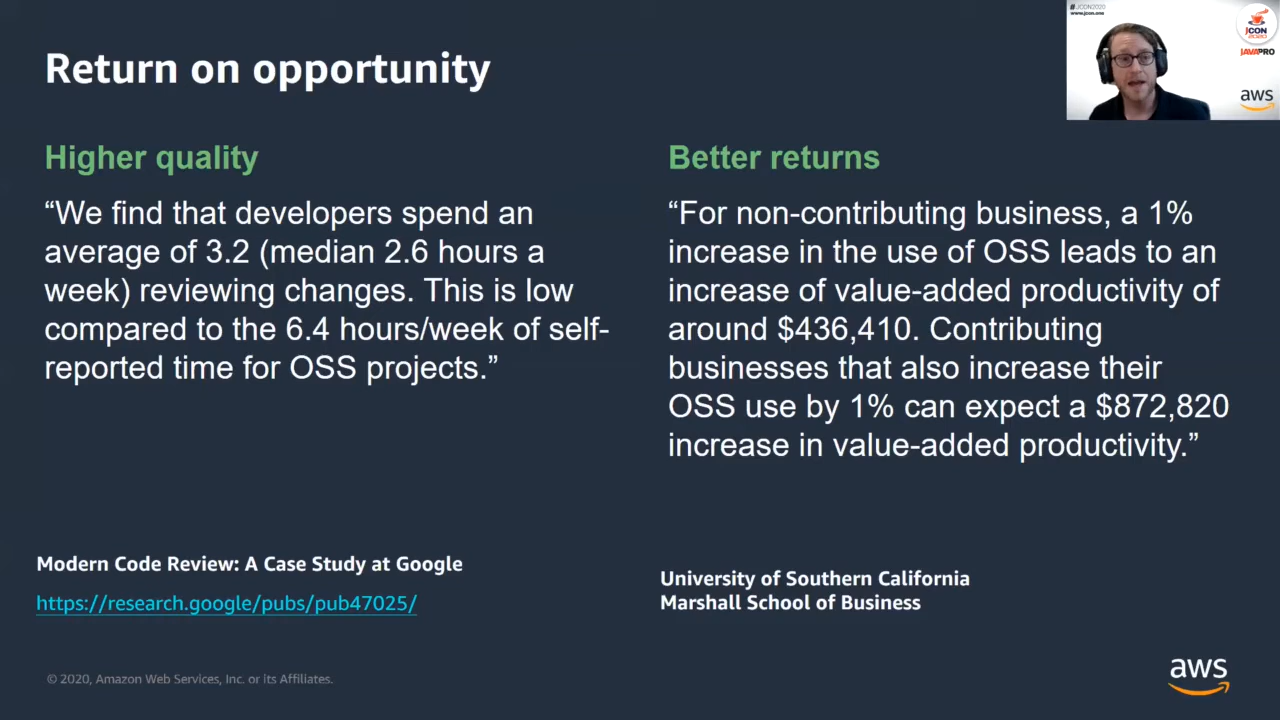 Return on opportunity
#JCON2020
www.jcon.one
JCON
2020
JAVAPRO
aws
Higher quality
“We find that developers spend an
average of 3.2 (median 2.6 hours a
week) reviewing changes. This is low
compared to the 6.4 hours/week of self-
reported time for OSS projects.”
Better returns
“For non-contributing business, a 1%
increase in the use of OSS leads to an
increase of value-added productivity of
around $436,410. Contributing
businesses that also increase their
OSS use by 1% can expect a $872,820
increase in value-added productivity.”
Modern Code Review: A Case Study at Google
https://research.google/pubs/pub47025/
University of Southern California
Marshall School of Business
© 2020, Amazon Web Services, Inc. or its Affiliates.
aws